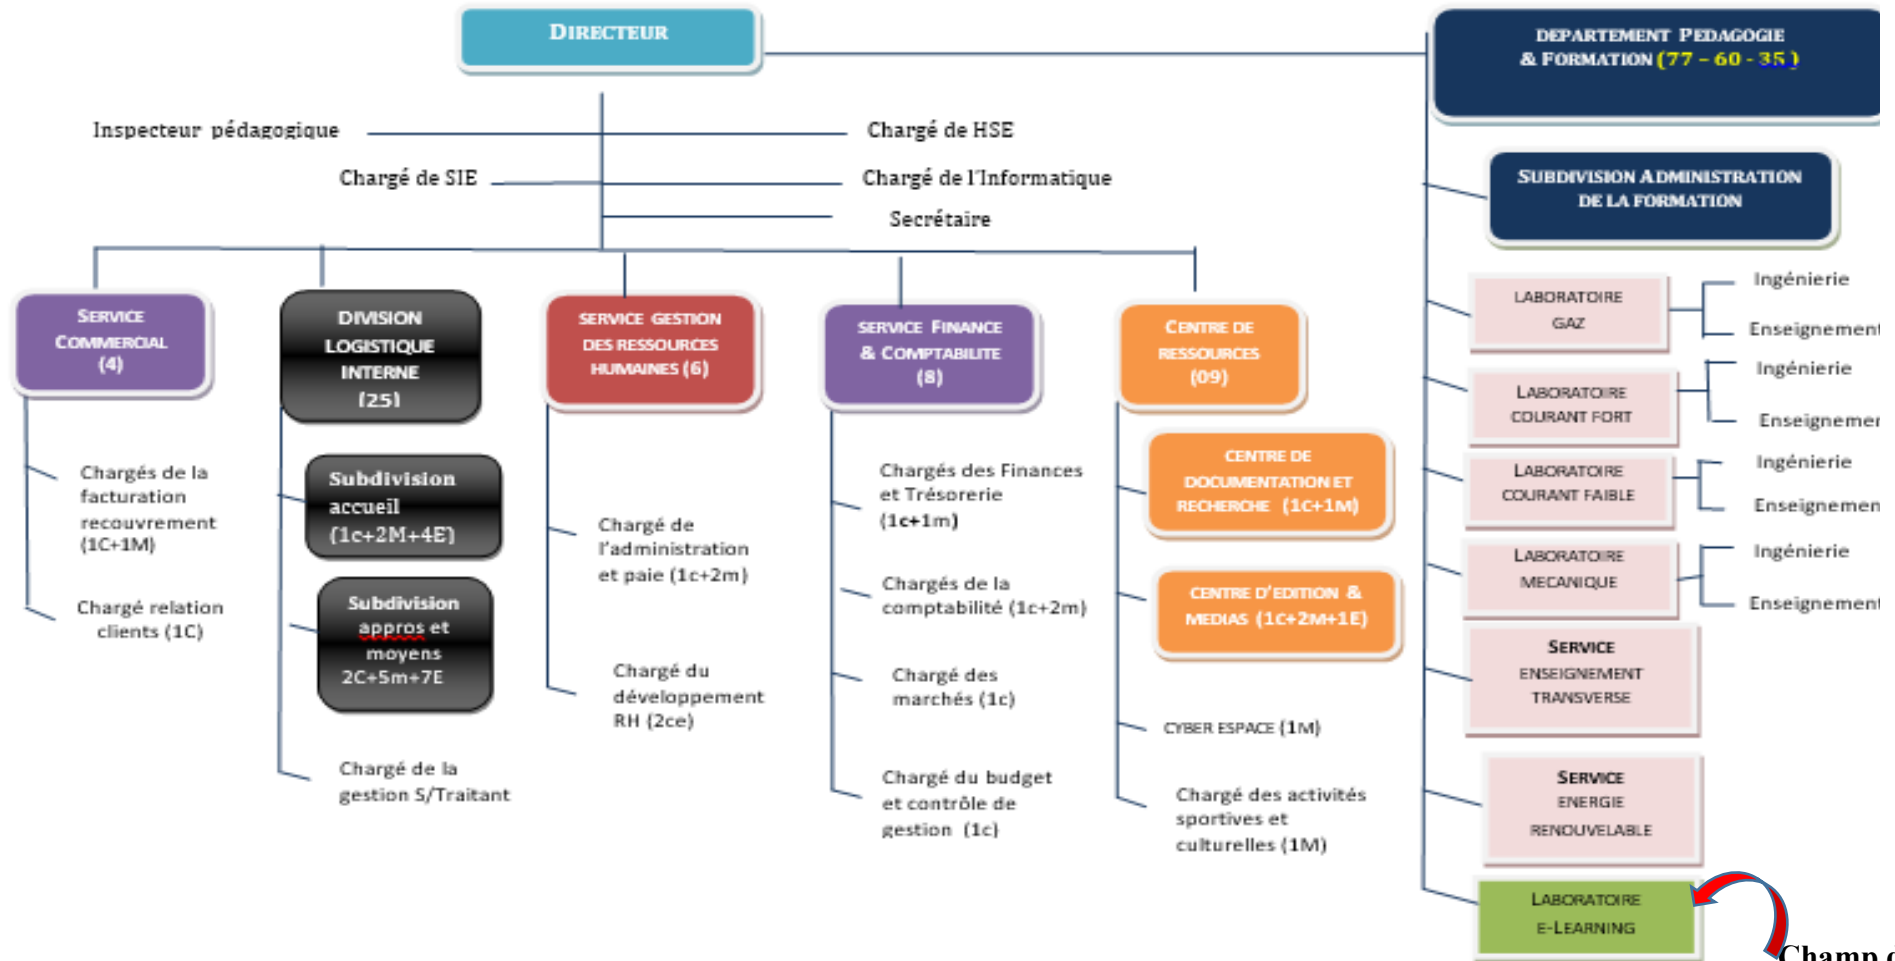 DIRECTEUR
DEPARTEMENT PEDAGOGIE
& FORMATION (77 – 60 - 35 )
Inspecteur pédagogique
Chargé de HSE
Chargé de SIE
Chargé de l'Informatique
Secrétaire
SUBDIVISION ADMINISTRATION
DE LA FORMATION
SERVICE
COMMERCIAL
(4)
Chargés de la
facturation
recouvrement
(1C+1M)
Chargé relation
clients (1C)
DIVISION
LOGISTIQUE
INTERNE
(25)
Subdivision
accueil
(1c+2M+4E)
Subdivision
appros et
moyens
2C+5m+7E
Chargé de la
gestion S/Traitant
SERVICE GESTION
DES RESSOURCES
HUMAINES (6)
Chargé de
l'administration
et paie (1c+2m)
Chargé du
développement
RH (2ce)
SERVICE FINANCE
& COMPTABILITE
(8)
Chargés des Finances
et Trésorerie
(1c+1m)
Chargés de la
comptabilité (1c+2m)
Chargé des
marchés (1c)
Chargé du budget
et contrôle de
gestion (1c)
CENTRE DE
RESSOURCES
(09)
CENTRE DE
DOCUMENTATION ET
RECHERCHE (1C+1M)
CENTRE D'EDITION &
MEDIAS (1C+2M+1E)
CYBER ESPACE (1M)
Chargé des activités
sportives et
culturelles (1M)
LABORATOIRE
GAZ
Ingénierie
Enseignement
LABORATOIRE
COURANT FORT
Ingénierie
Enseignemen
LABORATOIRE
COURANT FAIBLE
Ingénierie
Enseignemen
LABORATOIRE
MECANIQUE
Ingénierie
Enseignement
SERVICE
ENSEIGNEMENT
TRANSVERSE
SERVICE
ENERGIE
RENOUVELABLE
LABORATOIRE
E-LEARNING
Champ